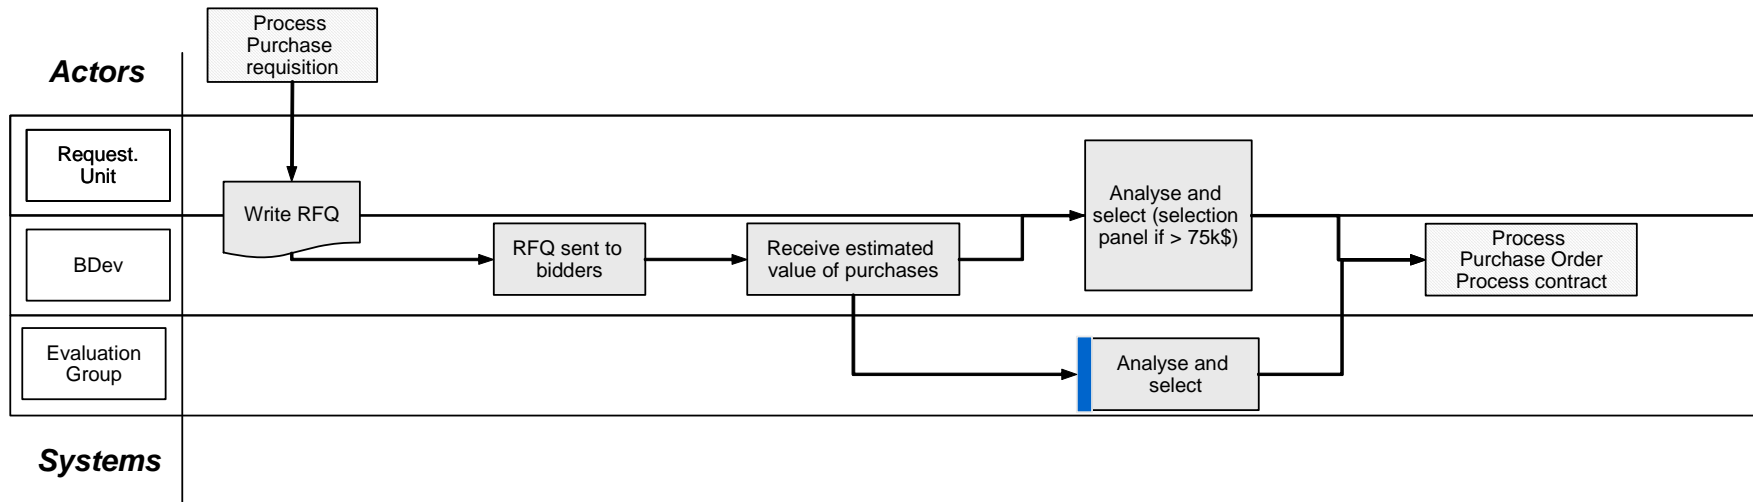 Process
Purchase
requisition
Actors
Request.
Unit
Write RFQ
Analyse and
select (selection
panel if > 75k$)
BDev
RFQ sent to
bidders
Receive estimated
value of purchases
Process
Purchase Order
Process contract
Evaluation
Group
Analyse and
select
Systems